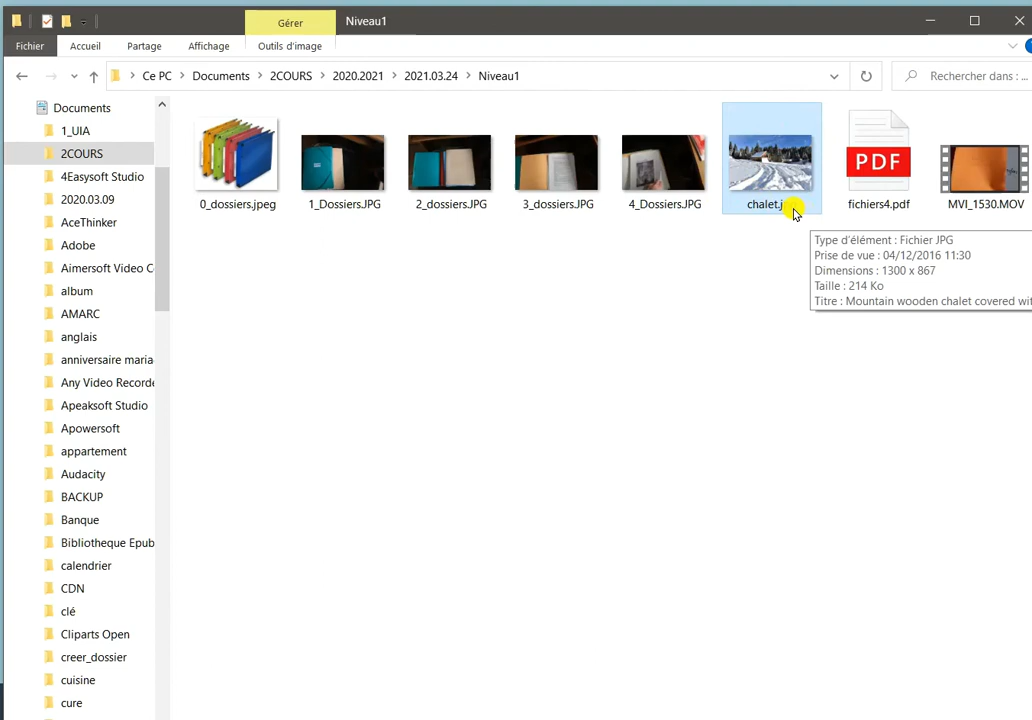 Gérer
Niveau1
Fichier
Accueil
Partage
Affichage
Outils d'image
Ce PC
Documents
2COURS
2020.2021
2021.03.24
Niveau1
Rechercher dans : ...
Documents
1_UIA
2COURS
4Easysoft Studio
2020.03.09
AceThinker
Adobe
Aimersoft Video C
album
AMARC
anglais
anniversaire maria
Any Video Recorde
Apeaksoft Studio
Apowersoft
appartement
Audacity
BACKUP
Banque
Bibliotheque Epub
calendrier
CDN
clé
Cliparts Open
creer_dossier
cuisine
cure
0_dossiers.jpeg
1_Dossiers.JPG
2_dossiers.JPG
3_dossiers.JPG
4_Dossiers.JPG
chalet.j
PDF
fichiers4.pdf
MVI_1530.MOV
Type d'élément : Fichier JPG
Prise de vue : 04/12/2016 11:30
Dimensions : 1300 x 867
Taille : 214 Ko
Titre : Mountain wooden chalet covered wit